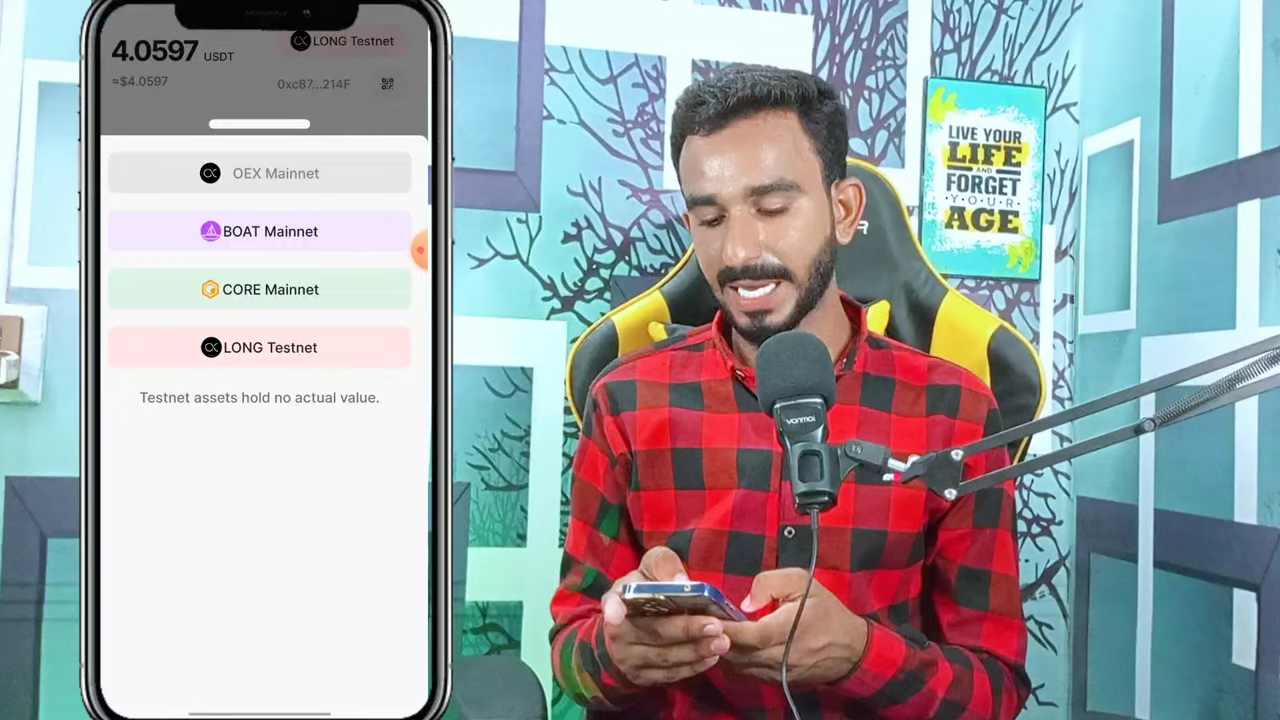 4.0597 USDT
LONG Testnet
≈$4.0597
0xc87...214F
OEX Mainnet
BOAT Mainnet
CORE Mainnet
LONG Testnet
Testnet assets hold no actual value.
LIVE YOUR
LIFE
AND
FORGET
YOUR
AGE
vonmai